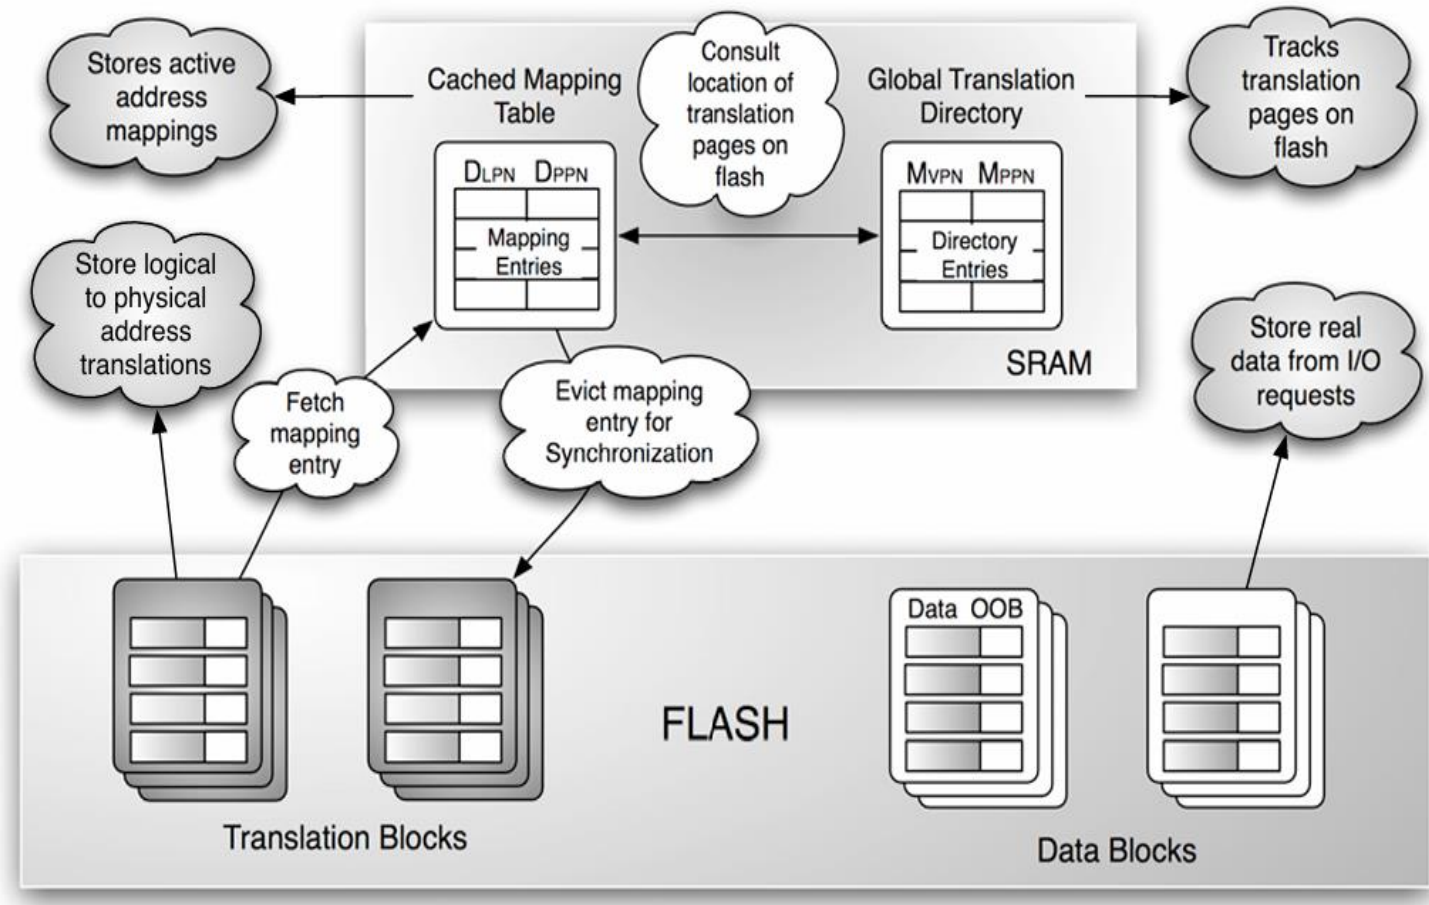 Stores active
address
mappings
Cached Mapping
Table
DLPN DPPN
Mapping
Entries
Consult
location of
translation
pages on
flash
Global Translation
Directory
MVPN MPPN
Directory
Entries
SRAM
Tracks
translation
pages on
flash
Store logical
to physical
address
translations
Fetch
mapping
entry
Evict mapping
entry for
Synchronization
Store real
data from I/O
requests
FLASH
Translation Blocks
Data OOB
Data Blocks